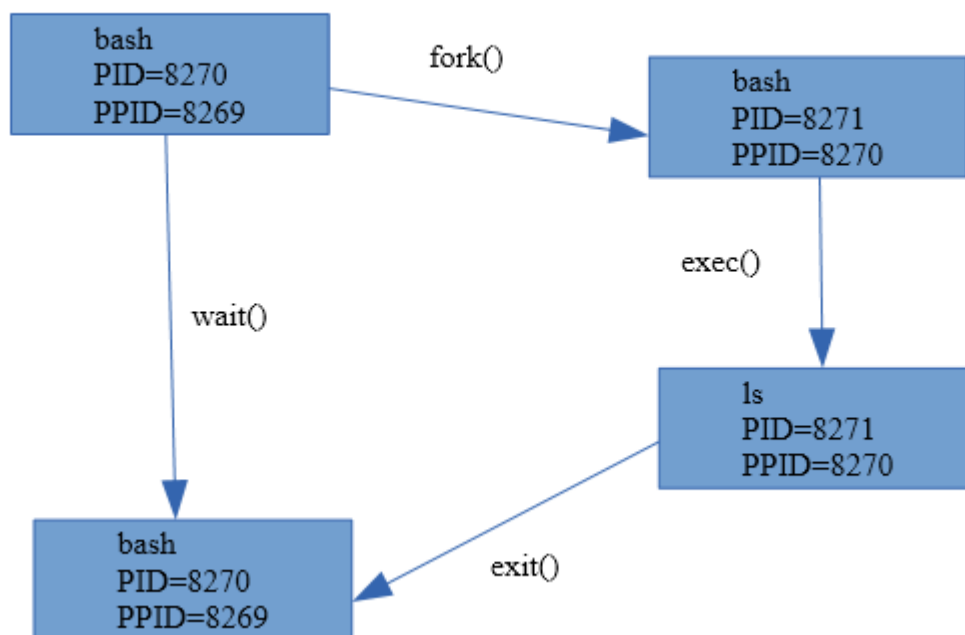 bash
PID=8270
PPID=8269
fork()
bash
PID=8271
PPID=8270
exec()
wait()
ls
PID=8271
PPID=8270
bash
PID=8270
PPID=8269
exit()